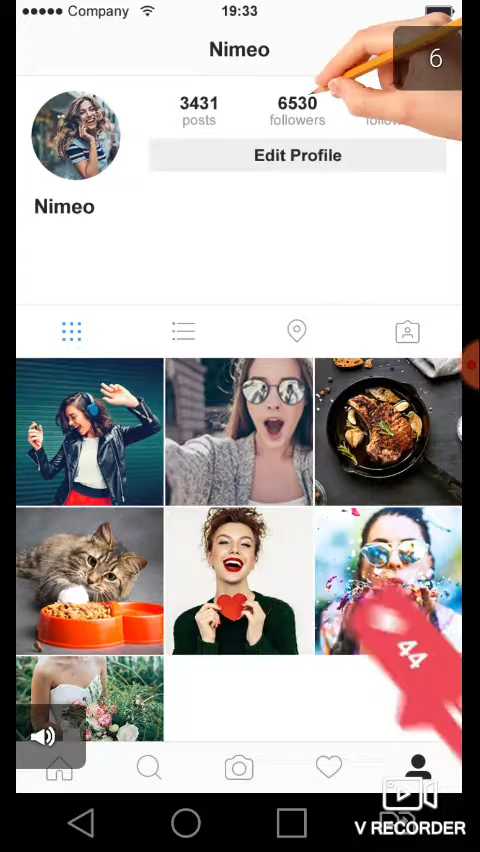 Company
19:33
Nimeo
6
3431
6530
posts
followers
Edit Profile
Nimeo
44
V RECORDER